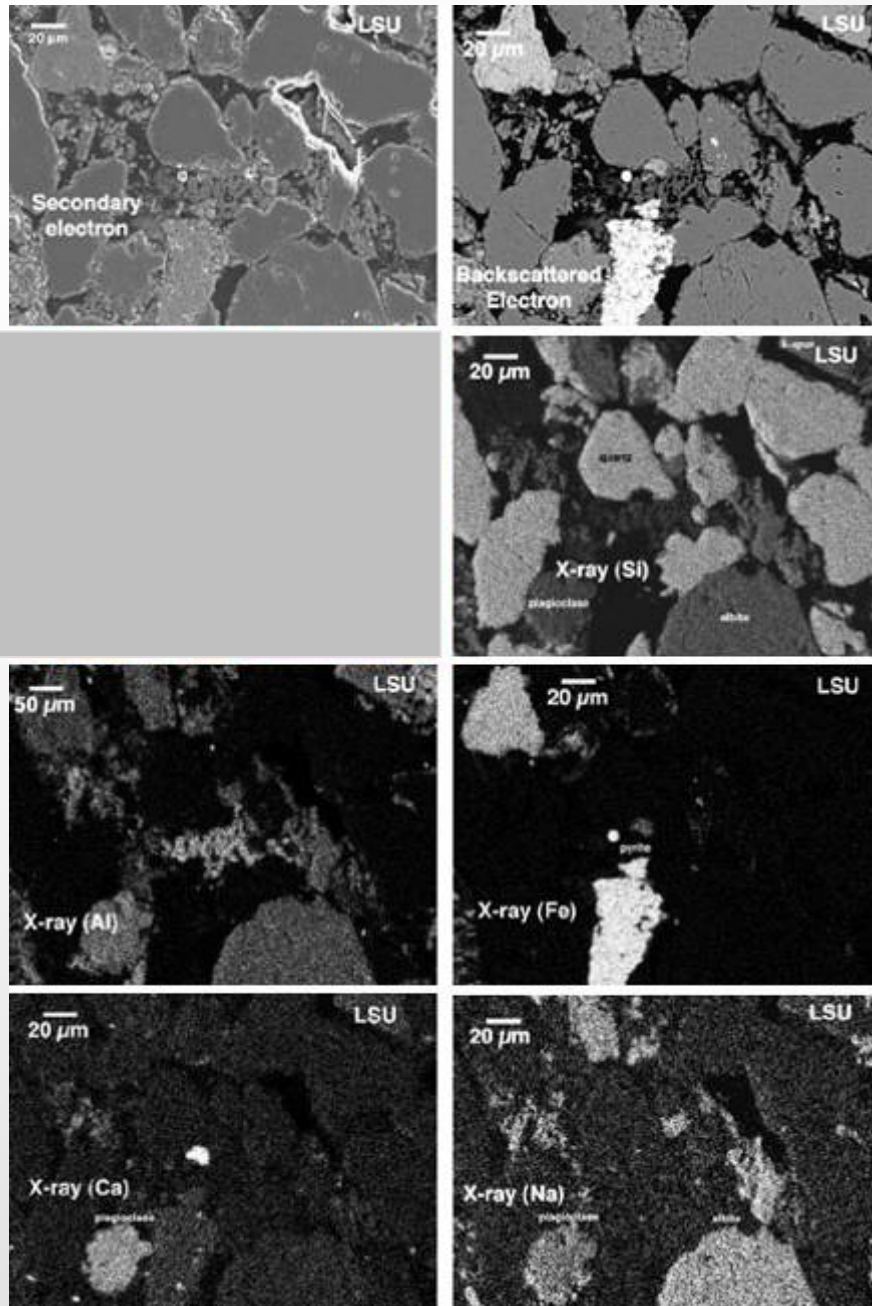 20 µm
LSU
Secondary
electron
20 µm
LSU
Backscattered
Electron
20 µm
LSU
quartz
X-ray (Si)
plagioclase
albite
50 µm
LSU
X-ray (Al)
20 µm
LSU
pyrite
X-ray (Fe)
20 µm
LSU
X-ray (Ca)
plagioclase
20 µm
LSU
X-ray (Na)
plagioclase
albite